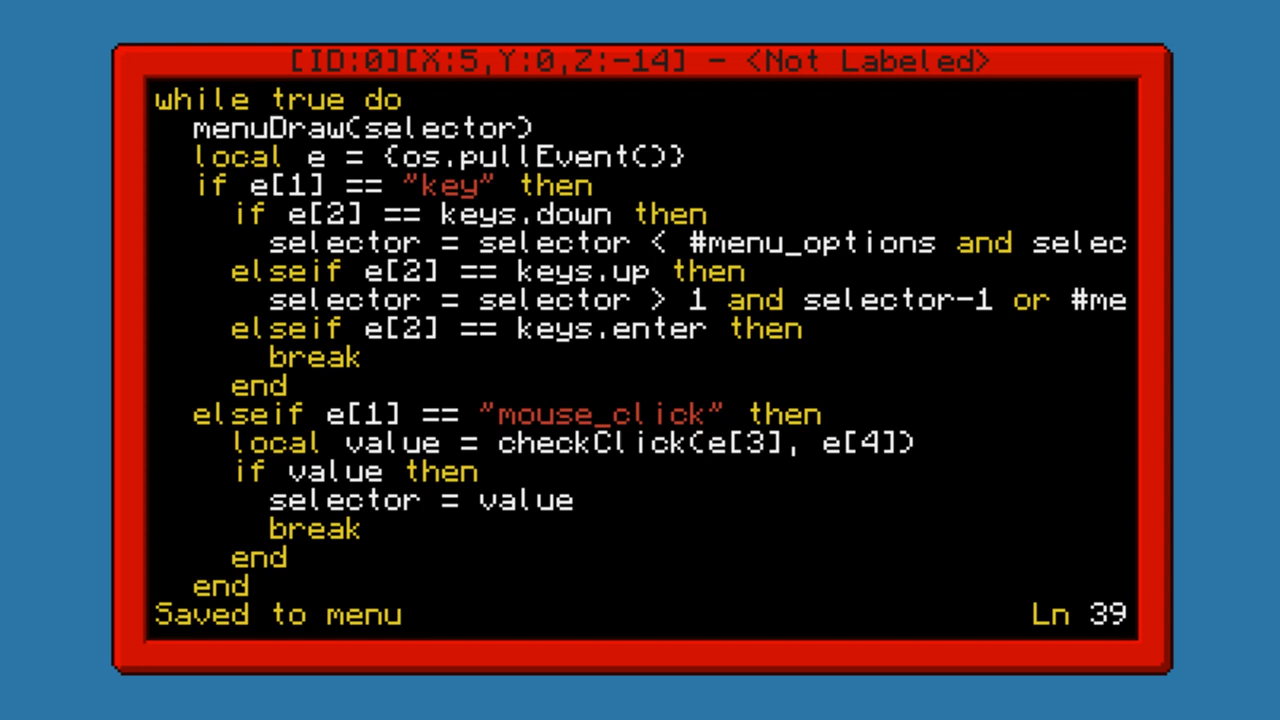 [ID:0][X:5,Y:0,Z:-14] - <Not Labeled>
while true do
  menuDraw(selector)
  local e = {os.pullEvent()}
  if e[1] == "key" then
    if e[2] == keys.down then
      selector = selector < #menu_options and selec
    elseif e[2] == keys.up then
      selector = selector > 1 and selector-1 or #me
    elseif e[2] == keys.enter then
      break
    end
  elseif e[1] == "mouse_click" then
    local value = checkClick(e[3], e[4])
    if value then
      selector = value
      break
    end
  end
Saved to menu Ln 39